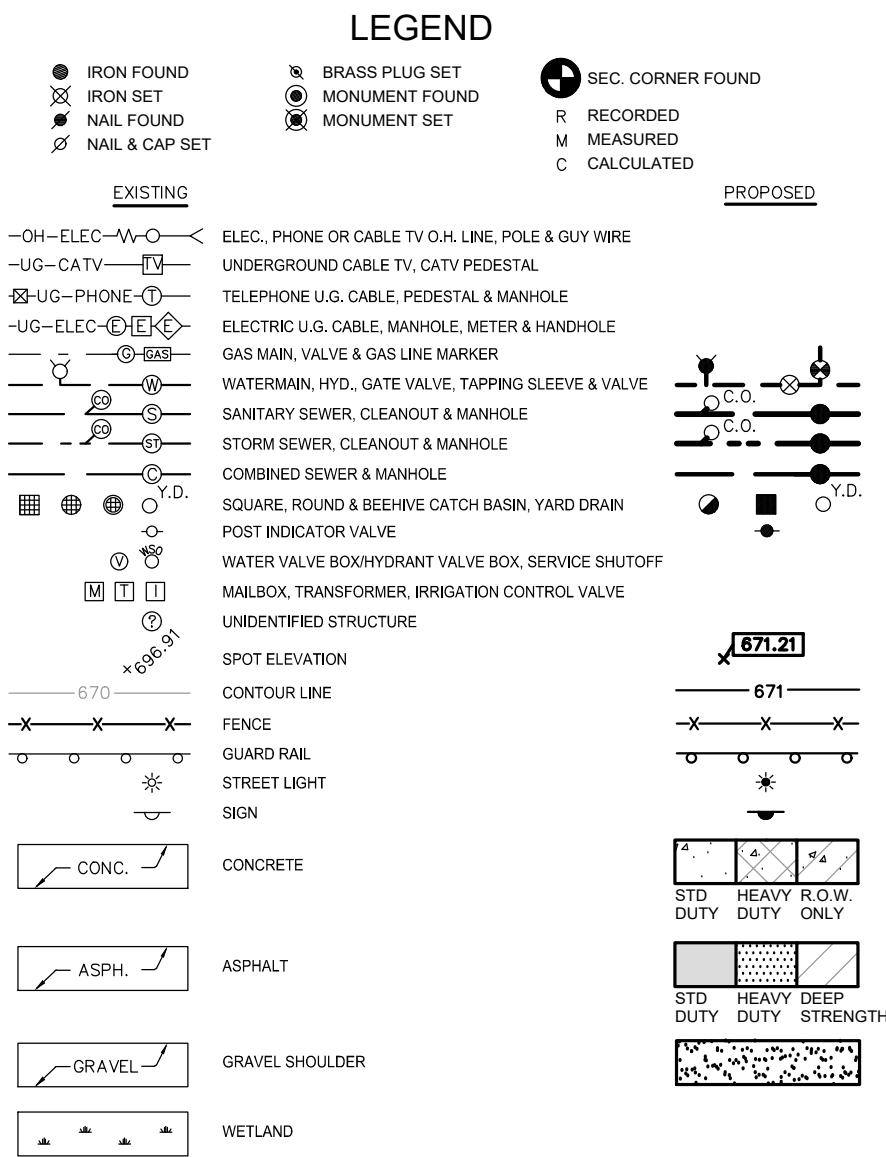 LEGEND
IRON FOUND
IRON SET
NAIL FOUND
NAIL & CAP SET
BRASS PLUG SET
MONUMENT FOUND
MONUMENT SET
SEC. CORNER FOUND
R RECORDED
M MEASURED
C CALCULATED
EXISTING PROPOSED
OH-ELEC ELEC., PHONE OR CABLE TV O.H. LINE, POLE & GUY WIRE
UG-CATV TV UNDERGROUND CABLE TV, CATV PEDESTAL
UG-PHONE T TELEPHONE U.G. CABLE, PEDESTAL & MANHOLE
UG-ELEC E E E ELECTRIC U.G. CABLE, MANHOLE, METER & HANDHOLE
G GAS GAS MAIN, VALVE & GAS LINE MARKER
W WATERMAIN, HYD., GATE VALVE, TAPPING SLEEVE & VALVE
CO S SANITARY SEWER, CLEANOUT & MANHOLE C.O.
CO ST STORM SEWER, CLEANOUT & MANHOLE C.O.
C COMBINED SEWER & MANHOLE
Y.D. SQUARE, ROUND & BEEHIVE CATCH BASIN, YARD DRAIN Y.D.
POST INDICATOR VALVE
V WSO WATER VALVE BOX/HYDRANT VALVE BOX, SERVICE SHUTOFF
M T I MAILBOX, TRANSFORMER, IRRIGATION CONTROL VALVE
? UNIDENTIFIED STRUCTURE
+696.91 SPOT ELEVATION 671.21
670 CONTOUR LINE 671
X X X FENCE X X X
GUARD RAIL
STREET LIGHT
SIGN
CONC. CONCRETE
STD DUTY
HEAVY DUTY
R.O.W. ONLY
ASPH. ASPHALT
STD DUTY
HEAVY DUTY
DEEP STRENGTH
GRAVEL GRAVEL SHOULDER
WETLAND